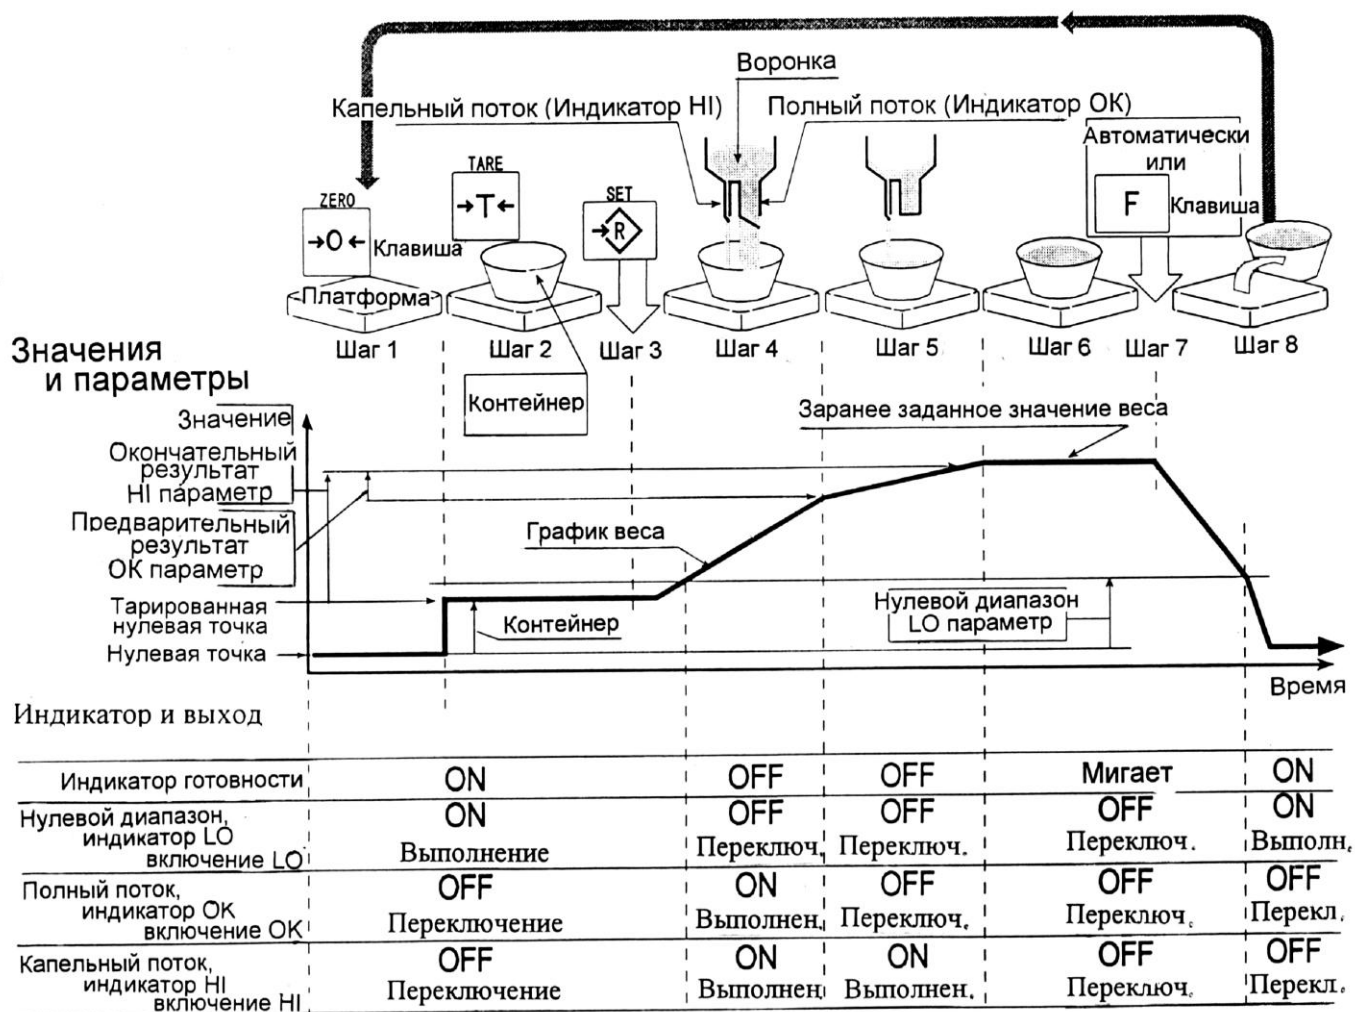 Воронка
Капельный поток (Индикатор HI)
Полный поток (Индикатор ОК)
Автоматически
или
F
Клавиша
ZERO
→0←
Клавиша
TARE
→T←
SET
→R
Платформа
Шаг 1
Шаг 2
Шаг 3
Шаг 4
Шаг 5
Шаг 6
Шаг 7
Шаг 8
Значения
и параметры
Контейнер
Значение
Заранее заданное значение веса
Окончательный
результат
HI параметр
Предварительный
результат
ОК параметр
График веса
Тарированная
нулевая точка
Контейнер
Нулевой диапазон
LO параметр
Нулевая точка
Время
Индикатор и выход
Индикатор готовности ON OFF OFF Мигает ON
Нулевой диапазон, ON OFF OFF OFF ON
индикатор LO
включение LO Выполнение Переключ. Переключ. Переключ. Выполн.
Полный поток, OFF ON OFF OFF OFF
индикатор ОК
включение ОК Переключение Выполнен. Переключ. Переключ. Перекл.
Капельный поток, OFF ON ON OFF OFF
индикатор HI
включение HI Переключение Выполнен Выполнен. Переключ. Перекл.